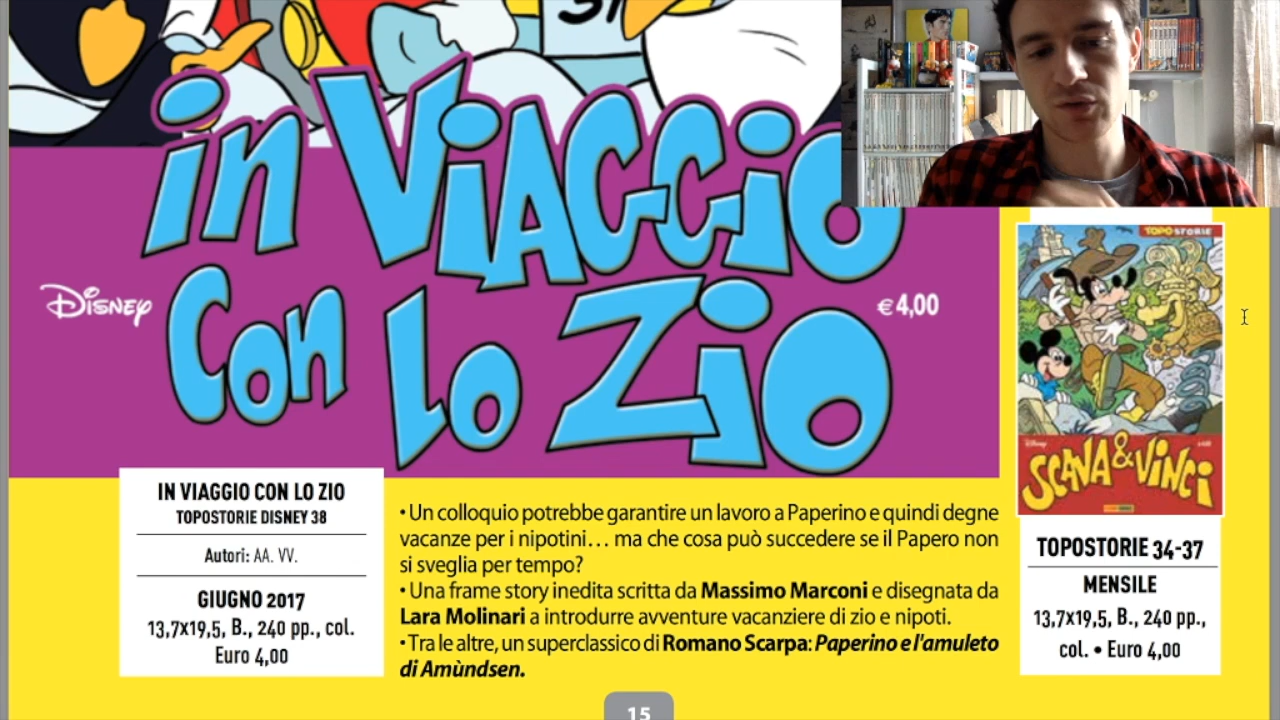 in Viaggio
Con lo Zio
Disney
€ 4,00
IN VIAGGIO CON LO ZIO
TOPOSTORIE DISNEY 38
Autori: AA. VV.
GIUGNO 2017
13,7x19,5, B., 240 pp., col.
Euro 4,00
• Un colloquio potrebbe garantire un lavoro a Paperino e quindi degne
vacanze per i nipotini… ma che cosa può succedere se il Papero non
si sveglia per tempo?
• Una frame story inedita scritta da Massimo Marconi e disegnata da
Lara Molinari a introdurre avventure vacanziere di zio e nipoti.
• Tra le altre, un superclassico di Romano Scarpa: Paperino e l'amuleto
di Amùndsen.
15
TOPOSTORIE
Disney
SCAVA & VINCI
TOPOSTORIE 34-37
MENSILE
13,7x19,5, B., 240 pp.,
col. • Euro 4,00